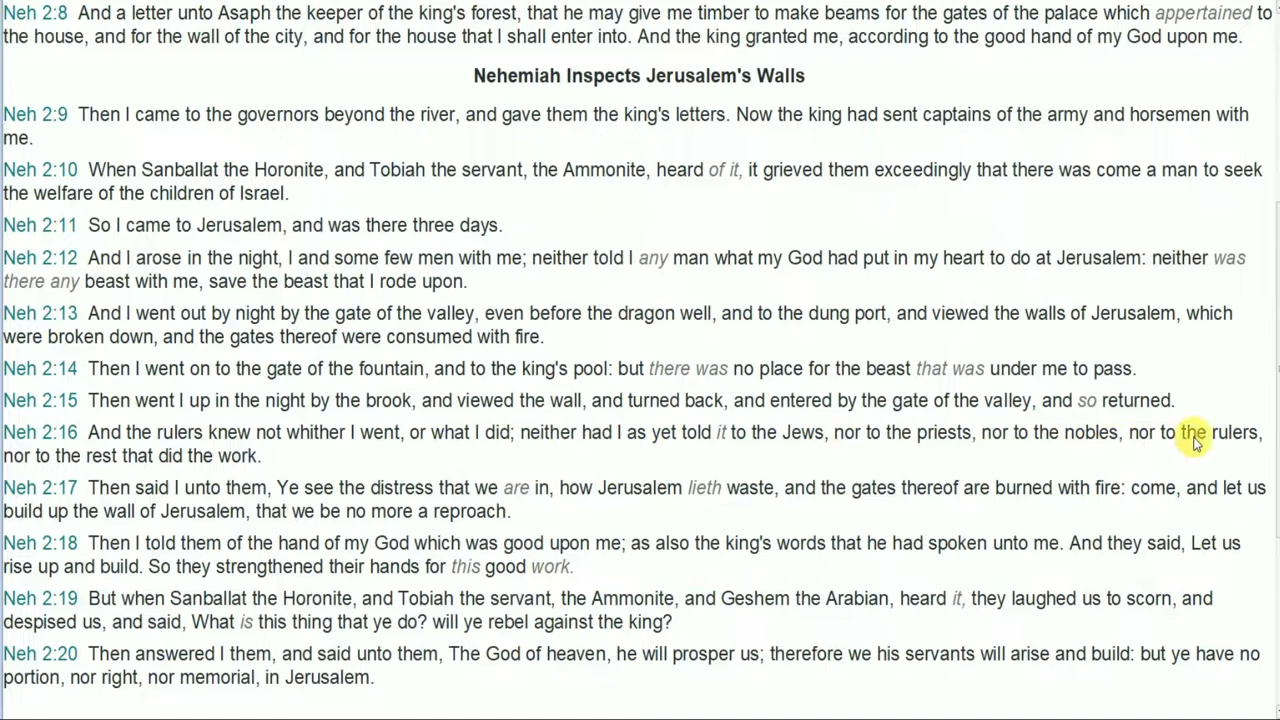 Neh 2:8 And a letter unto Asaph the keeper of the king's forest, that he may give me timber to make beams for the gates of the palace which appertained to
the house, and for the wall of the city, and for the house that I shall enter into. And the king granted me, according to the good hand of my God upon me.
Nehemiah Inspects Jerusalem's Walls
Neh 2:9 Then I came to the governors beyond the river, and gave them the king's letters. Now the king had sent captains of the army and horsemen with
me.
Neh 2:10 When Sanballat the Horonite, and Tobiah the servant, the Ammonite, heard of it, it grieved them exceedingly that there was come a man to seek
the welfare of the children of Israel.
Neh 2:11 So I came to Jerusalem, and was there three days.
Neh 2:12 And I arose in the night, I and some few men with me; neither told I any man what my God had put in my heart to do at Jerusalem: neither was
there any beast with me, save the beast that I rode upon.
Neh 2:13 And I went out by night by the gate of the valley, even before the dragon well, and to the dung port, and viewed the walls of Jerusalem, which
were broken down, and the gates thereof were consumed with fire.
Neh 2:14 Then I went on to the gate of the fountain, and to the king's pool: but there was no place for the beast that was under me to pass.
Neh 2:15 Then went I up in the night by the brook, and viewed the wall, and turned back, and entered by the gate of the valley, and so returned.
Neh 2:16 And the rulers knew not whither I went, or what I did; neither had I as yet told it to the Jews, nor to the priests, nor to the nobles, nor to the rulers,
nor to the rest that did the work.
Neh 2:17 Then said I unto them, Ye see the distress that we are in, how Jerusalem lieth waste, and the gates thereof are burned with fire: come, and let us
build up the wall of Jerusalem, that we be no more a reproach.
Neh 2:18 Then I told them of the hand of my God which was good upon me; as also the king's words that he had spoken unto me. And they said, Let us
rise up and build. So they strengthened their hands for this good work.
Neh 2:19 But when Sanballat the Horonite, and Tobiah the servant, the Ammonite, and Geshem the Arabian, heard it, they laughed us to scorn, and
despised us, and said, What is this thing that ye do? will ye rebel against the king?
Neh 2:20 Then answered I them, and said unto them, The God of heaven, he will prosper us; therefore we his servants will arise and build: but ye have no
portion, nor right, nor memorial, in Jerusalem.